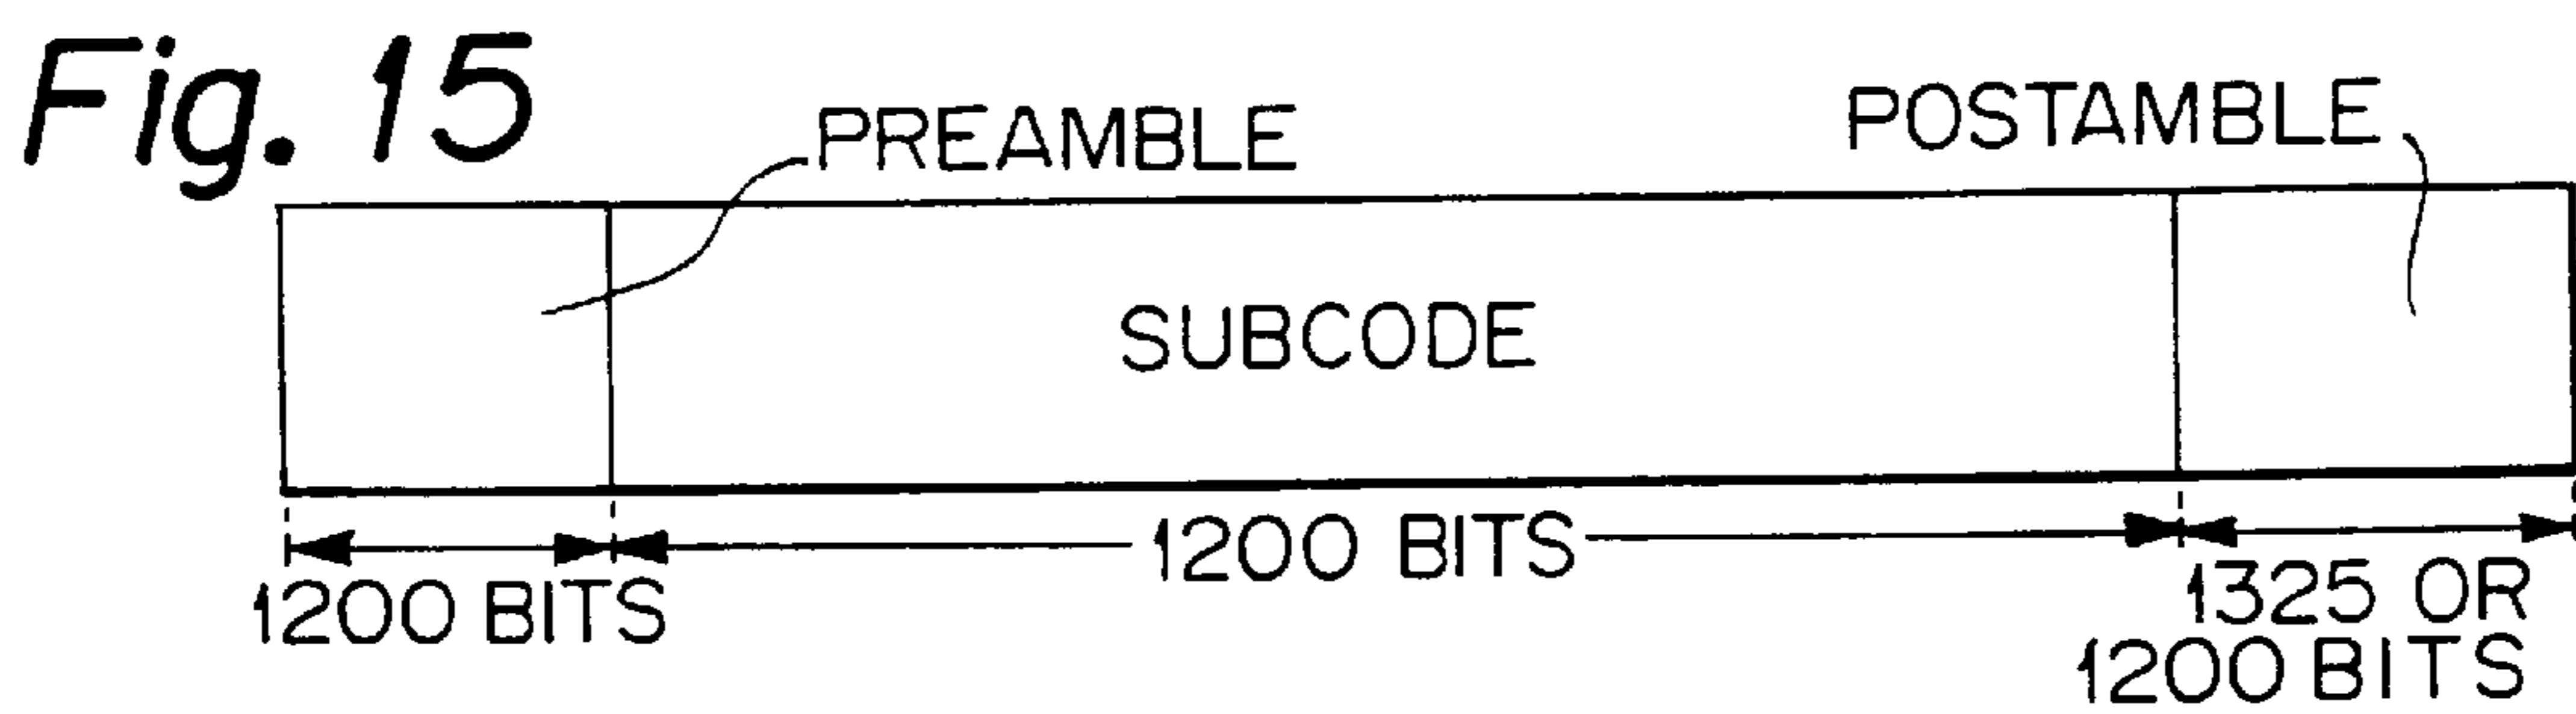 Fig. 15
PREAMBLE
POSTAMBLE
SUBCODE
1200 BITS
1200 BITS
1325 OR
1200 BITS